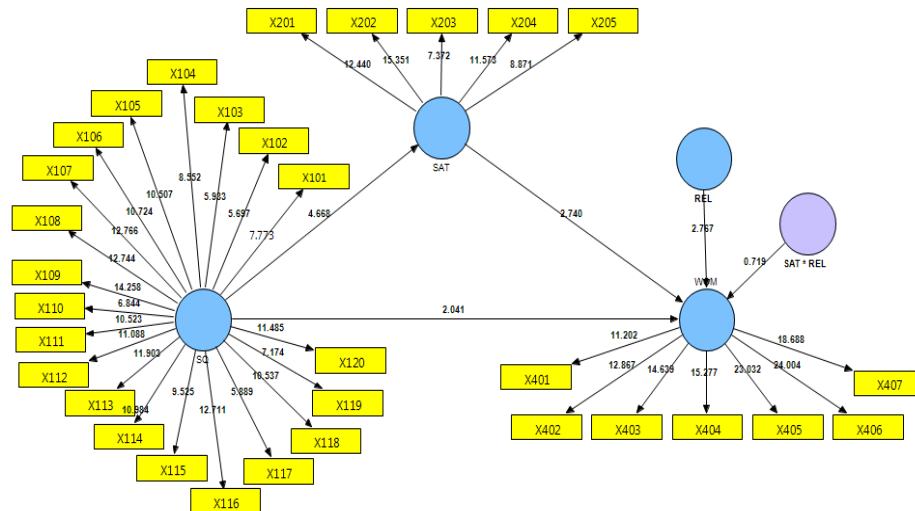 X201
X202
X203
X204
X205
12.440
15.351
7.372
11.573
8.871
SAT
X104
X105
X103
X106
X102
X107
X101
X108
X109
X110
X111
X112
X113
X114
X115
X116
X117
X118
X119
X120
8.552
5.983
5.697
7.773
10.507
10.724
12.766
12.744
14.258
6.844
10.523
11.088
11.903
10.984
9.525
12.711
5.889
10.537
7.174
11.485
SQ
4.668
2.740
2.041
REL
2.767
SAT * REL
0.719
WOM
11.202
12.867
14.639
15.277
23.032
24.004
18.688
X401
X402
X403
X404
X405
X406
X407